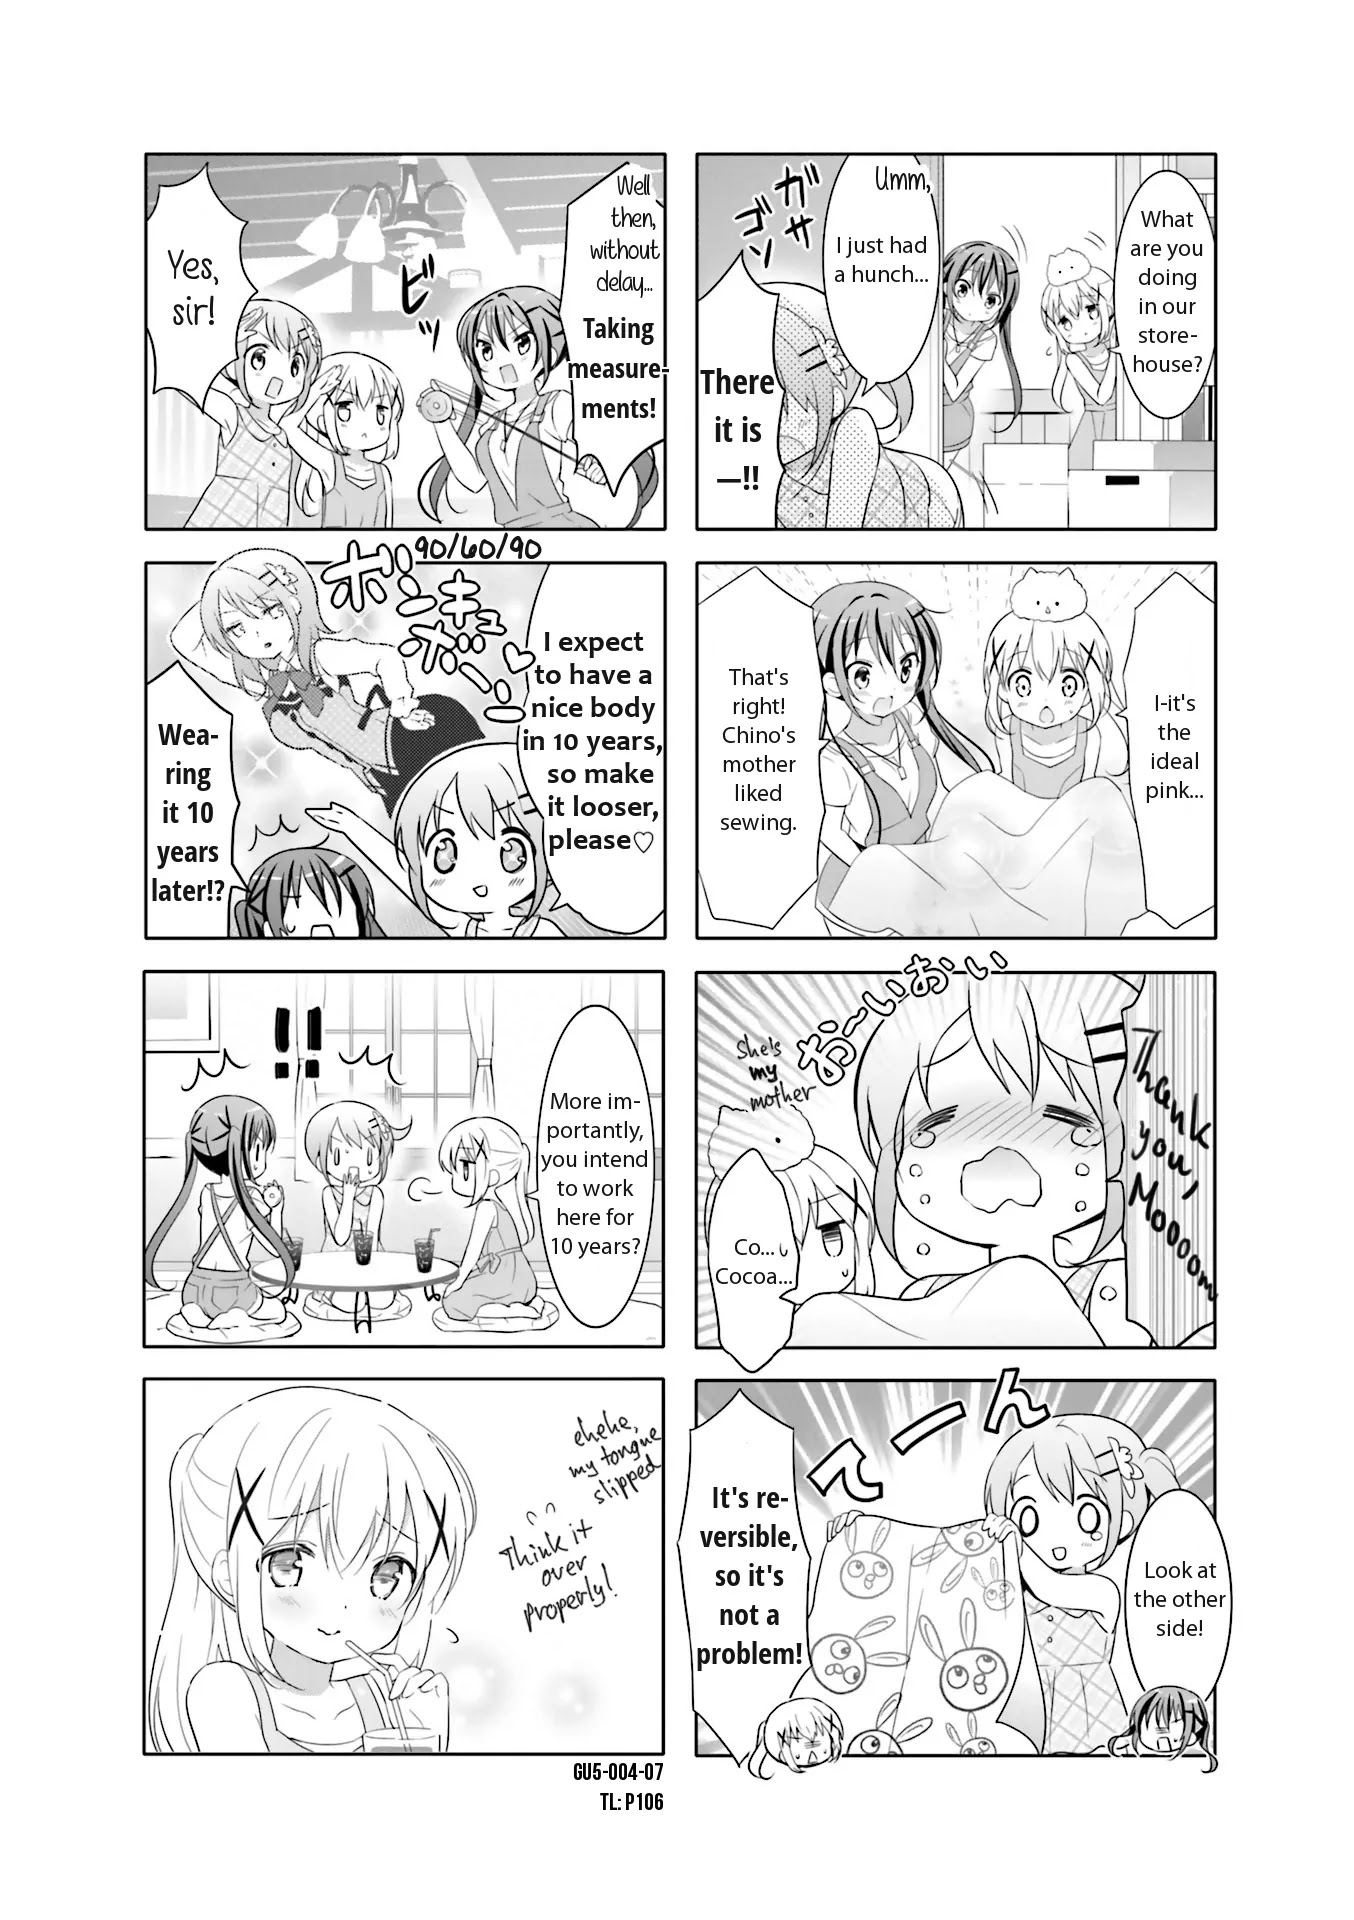 What
are you
doing
in our
store-
house?
Umm,
I just had
a hunch...
ガサ
ゴソ
There
it is
—!!
I-it's
the
ideal
pink...
That's
right!
Chino's
mother
liked
sewing.
Thank
you,
Moooom
お〜いおい
She's
my
mother
Co...
Cocoa...
てーん
Look at
the other
side!
It's re-
versible,
so it's
not a
problem!
Well
then,
without
delay...
Taking
measure-
ments!
ビッ
Yes,
sir!
90/60/90
ボンキュ
ボーン
I expect
to have a
nice body
in 10 years,
so make
it looser,
please♡
Wea-
ring
it 10
years
later!?
More im-
portantly,
you intend
to work
here for
10 years?
!!
ehehe,
my tongue
slipped
Think it
over
properly!
GU5-004-07
TL: P106